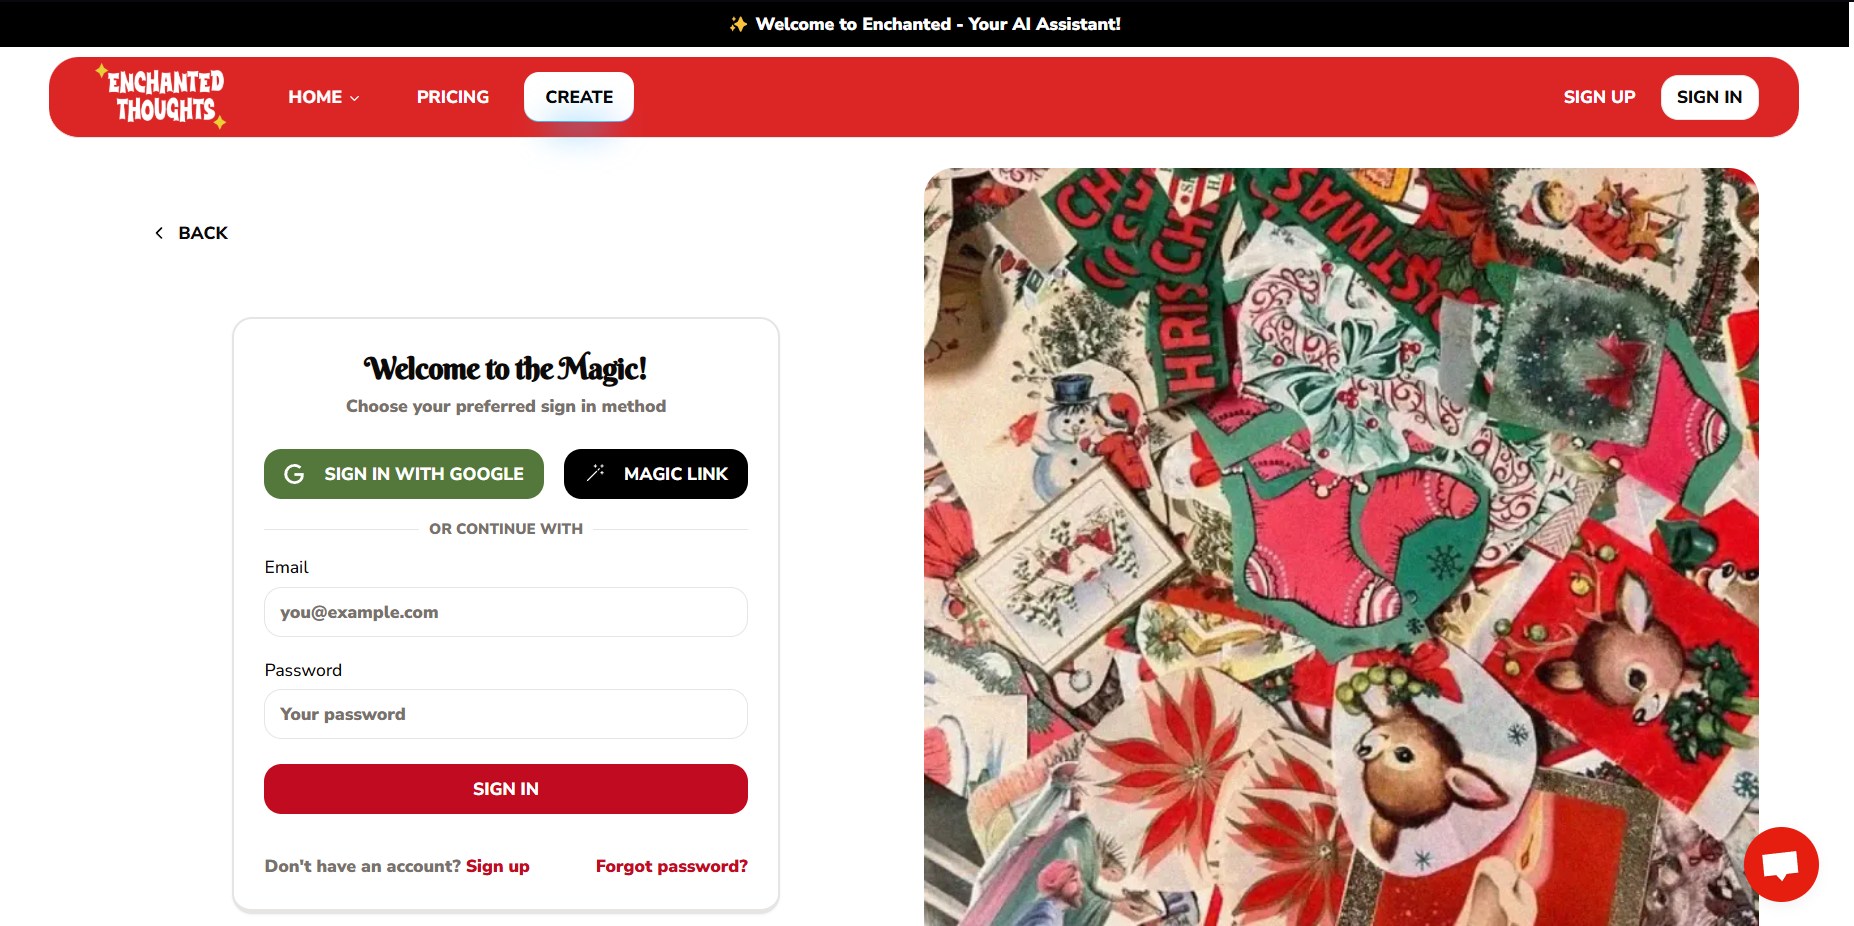 ✨ Welcome to Enchanted - Your AI Assistant!
ENCHANTED
THOUGHTS
HOME
PRICING
CREATE
SIGN UP
SIGN IN
BACK
Welcome to the Magic!
Choose your preferred sign in method
SIGN IN WITH GOOGLE
MAGIC LINK
OR CONTINUE WITH
Email
you@example.com
Password
Your password
SIGN IN
Don't have an account? Sign up
Forgot password?
HRISCH
STMAS